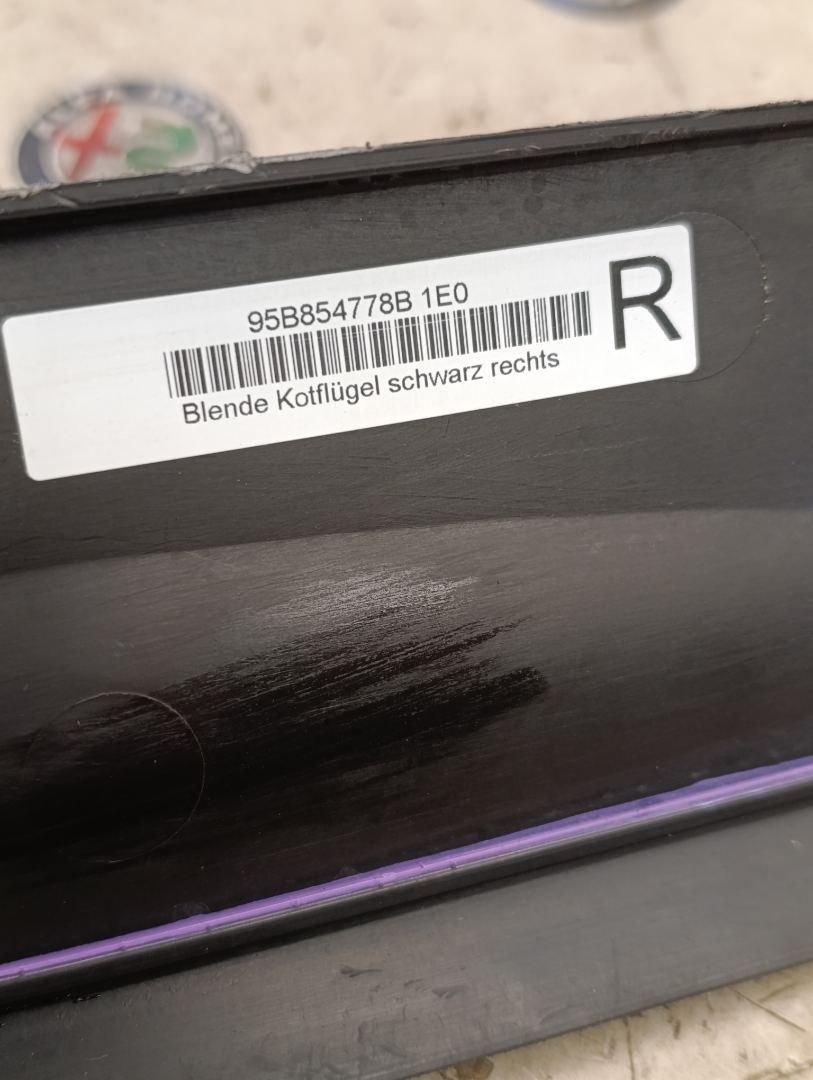 95B854778B 1E0
R
Blende Kotflügel schwarz rechts